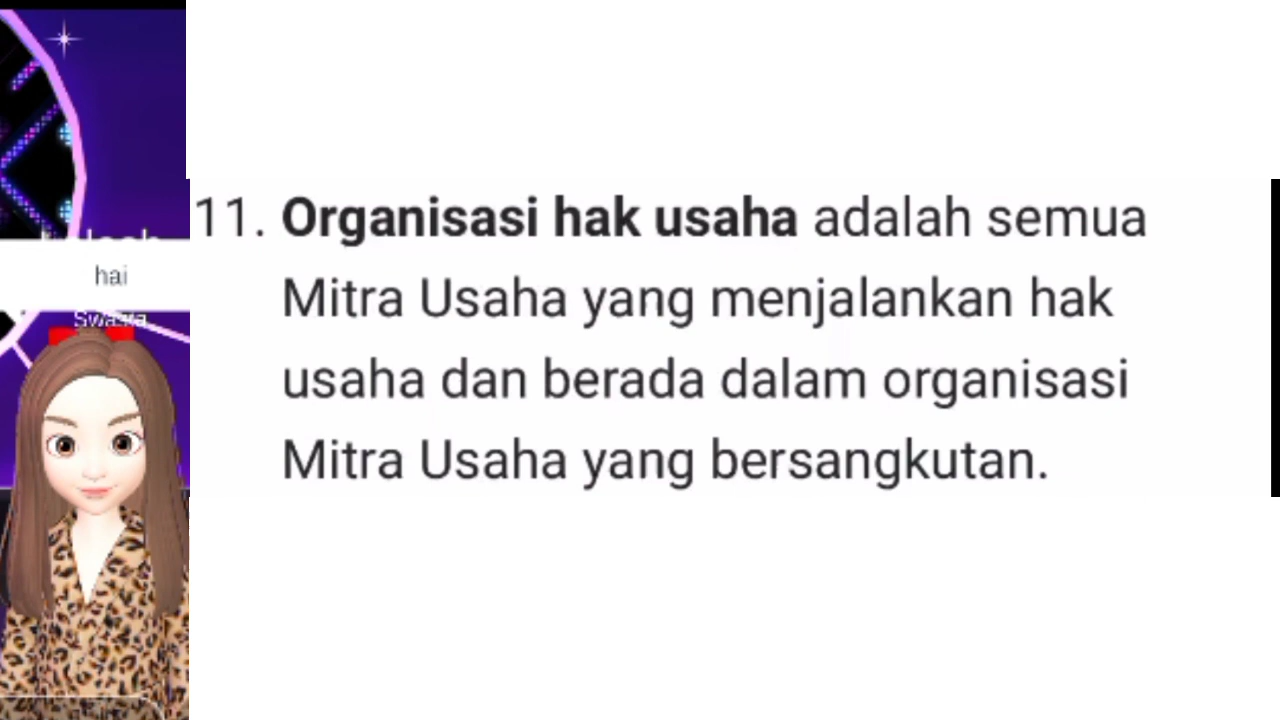 hai
Swasta
11. Organisasi hak usaha adalah semua
Mitra Usaha yang menjalankan hak
usaha dan berada dalam organisasi
Mitra Usaha yang bersangkutan.